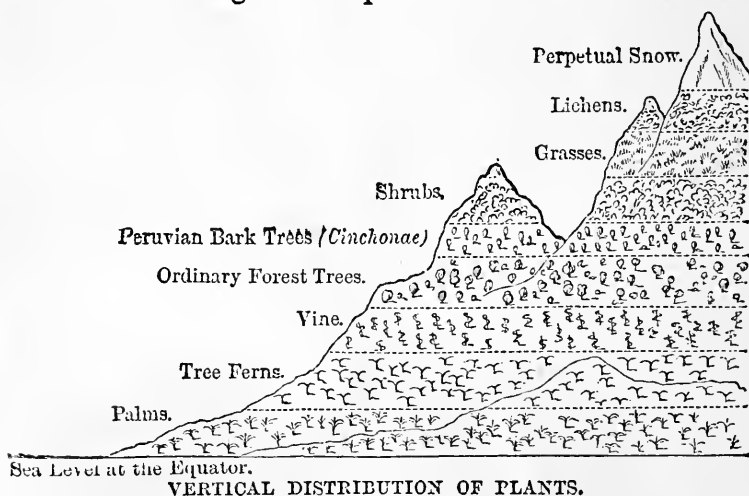 Perpetual Snow.
Lichens.
Grasses.
Shrubs.
Peruvian Bark Trees (Cinchonae)
Ordinary Forest Trees.
Vine.
Tree Ferns.
Palms.
Sea Level at the Equator.
VERTICAL DISTRIBUTION OF PLANTS.